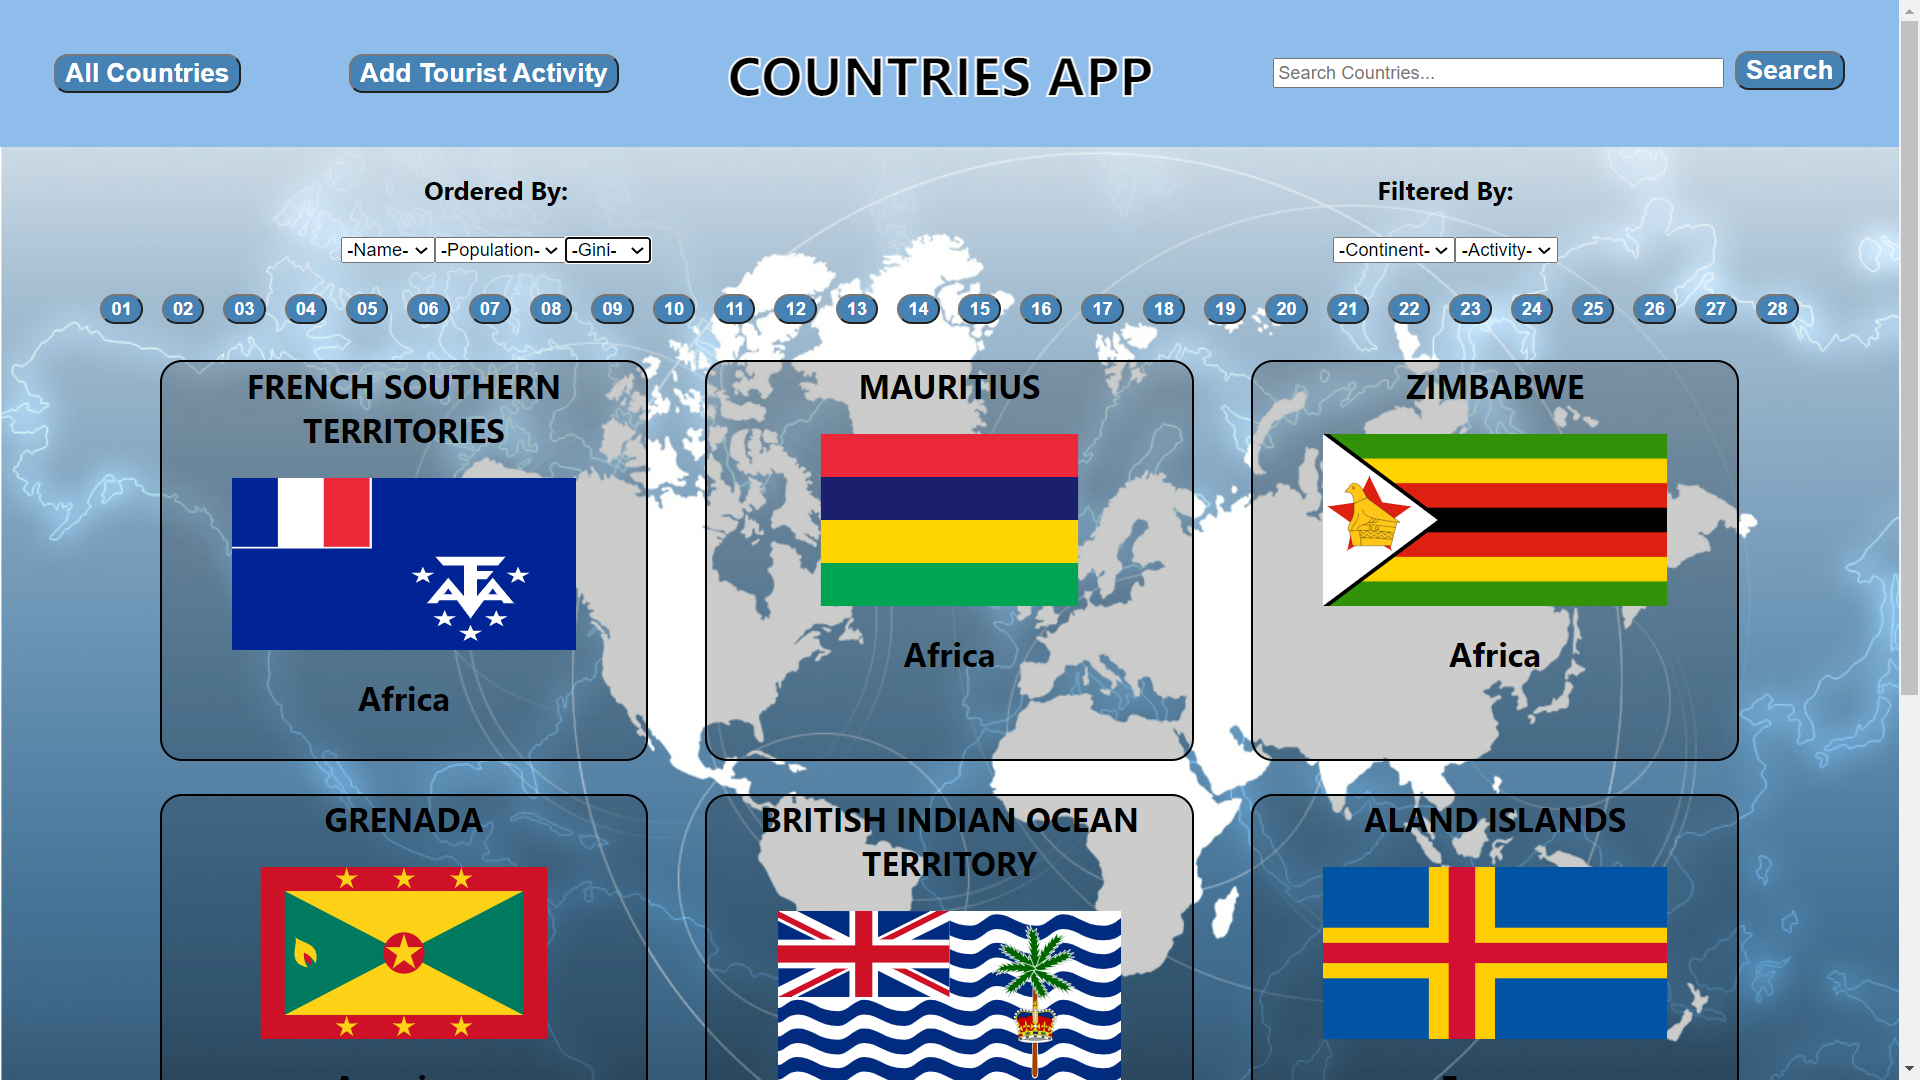 All Countries
Add Tourist Activity
COUNTRIES APP
Search Countries...
Search
Ordered By:
Filtered By:
-Name-
-Population-
-Gini-
-Continent-
-Activity-
01 02 03 04 05 06 07 08 09 10 11 12 13 14 15 16 17 18 19 20 21 22 23 24 25 26 27 28
FRENCH SOUTHERN
TERRITORIES
Africa
MAURITIUS
Africa
ZIMBABWE
Africa
GRENADA
BRITISH INDIAN OCEAN
TERRITORY
ALAND ISLANDS